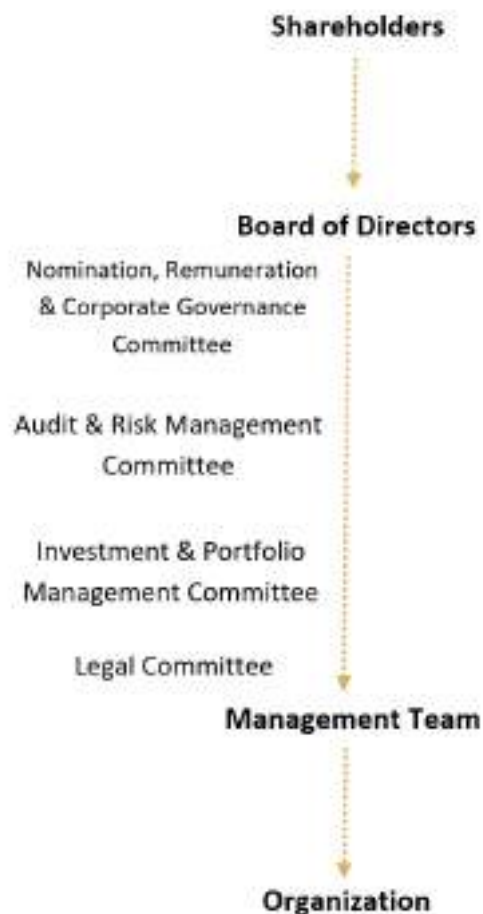 Shareholders
Board of Directors
Nomination, Remuneration
& Corporate Governance
Committee
Audit & Risk Management
Committee
Investment & Portfolio
Management Committee
Legal Committee
Management Team
Organization